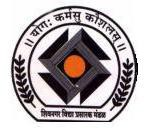 ॥ योगः कर्मसु कौशलम् ॥
शिवनगर विद्या प्रसारक मंडळ